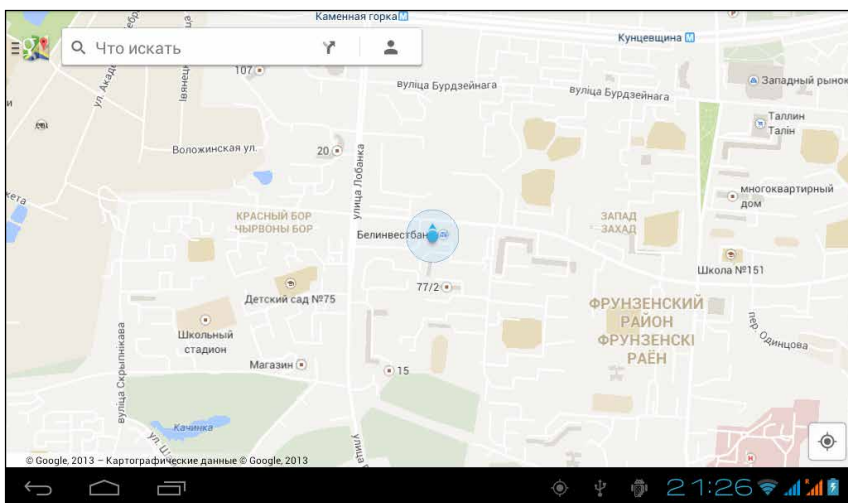 Каменная горка M
Что искать
Кунцевщина M
107
вуліца Бурдзейнага
вуліца Бурдзейнага
Западный рынок
Таллин
Талін
Воложинская ул.
20
улица Лобанка
многоквартирный
дом
КРАСНЫЙ БОР
ЧЫРВОНЫ БОР
ЗАПАД
ЗАХАД
Белинвестбанк
Школа №151
77/2
Детский сад №75
ФРУНЗЕНСКИЙ
РАЙОН
ФРУНЗЕНСКІ
РАЁН
пер. Одинцова
Школьный
стадион
Магазин
15
вуліца Скрыпнікава
Качинка
© Google, 2013 – Картографические данные © Google, 2013
21:26